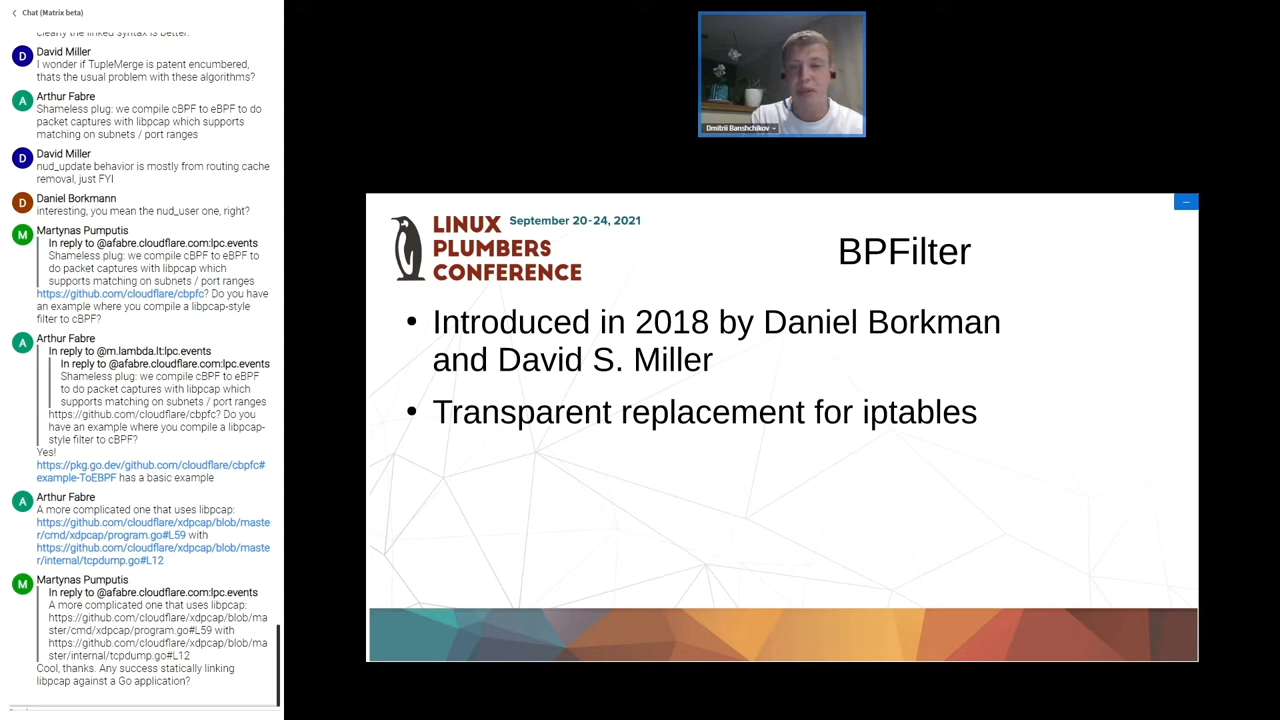 Chat (Matrix beta)
clearly the linked syntax is better.
D
David Miller
I wonder if TupleMerge is patent encumbered,
thats the usual problem with these algorithms?
A
Arthur Fabre
Shameless plug: we compile cBPF to eBPF to do
packet captures with libpcap which supports
matching on subnets / port ranges
D
David Miller
nud_update behavior is mostly from routing cache
removal, just FYI
D
Daniel Borkmann
interesting, you mean the nud_user one, right?
M
Martynas Pumputis
In reply to @afabre.cloudflare.com:lpc.events
Shameless plug: we compile cBPF to eBPF to
do packet captures with libpcap which
supports matching on subnets / port ranges
https://github.com/cloudflare/cbpfc? Do you have
an example where you compile a libpcap-style
filter to cBPF?
A
Arthur Fabre
In reply to @m.lambda.lt:lpc.events
In reply to @afabre.cloudflare.com:lpc.events
Shameless plug: we compile cBPF to eBPF
to do packet captures with libpcap which
supports matching on subnets / port ranges
https://github.com/cloudflare/cbpfc? Do you
have an example where you compile a libpcap-
style filter to cBPF?
Yes!
https://pkg.go.dev/github.com/cloudflare/cbpfc#
example-ToEBPF has a basic example
A
Arthur Fabre
A more complicated one that uses libpcap:
https://github.com/cloudflare/xdpcap/blob/maste
r/cmd/xdpcap/program.go#L59 with
https://github.com/cloudflare/xdpcap/blob/maste
r/internal/tcpdump.go#L12
M
Martynas Pumputis
In reply to @afabre.cloudflare.com:lpc.events
A more complicated one that uses libpcap:
https://github.com/cloudflare/xdpcap/blob/ma
ster/cmd/xdpcap/program.go#L59 with
https://github.com/cloudflare/xdpcap/blob/ma
ster/internal/tcpdump.go#L12
Cool, thanks. Any success statically linking
libpcap against a Go application?
Dmitrii Banshchikov
LINUX September 20-24, 2021
PLUMBERS
CONFERENCE
BPFilter
• Introduced in 2018 by Daniel Borkman
and David S. Miller
• Transparent replacement for iptables